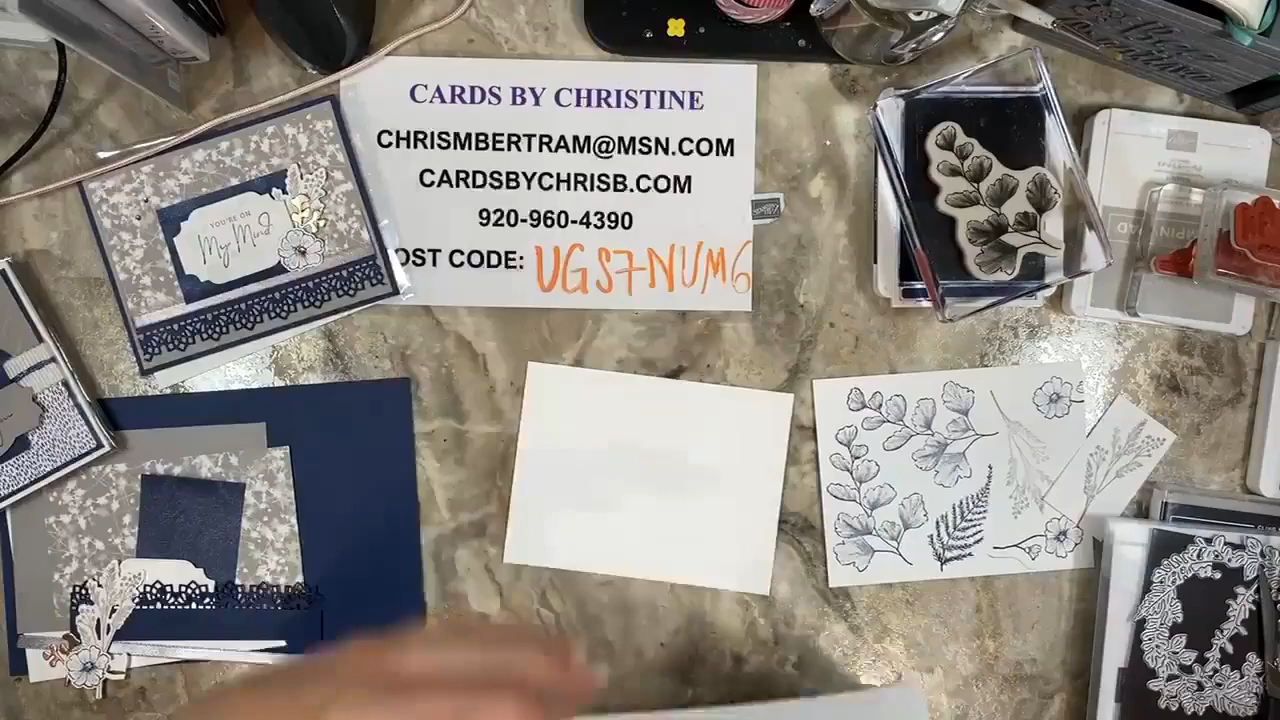 CARDS BY CHRISTINE
CHRISMBERTRAM@MSN.COM
CARDSBYCHRISB.COM
920-960-4390
OST CODE: UGS7NUM6
YOU'RE ON
My Mind